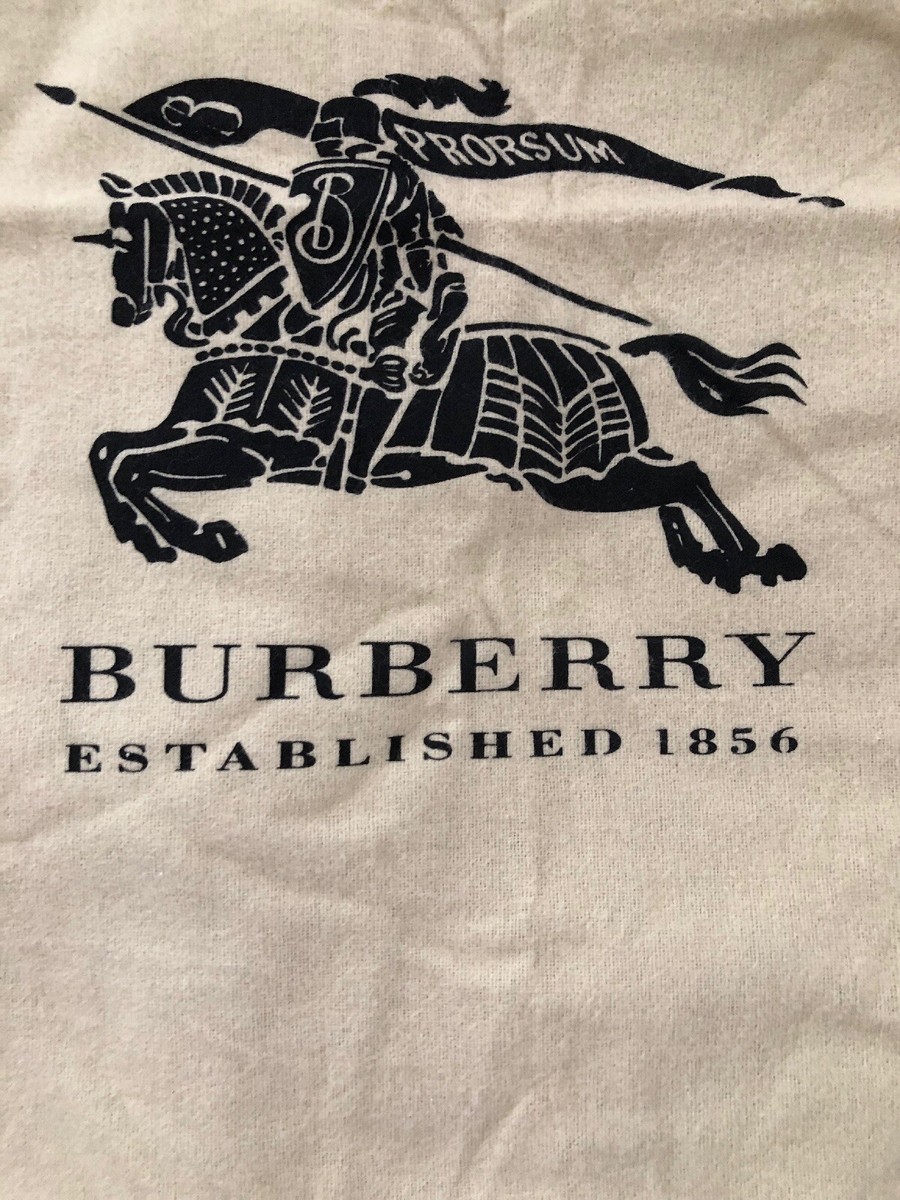 PRORSUM
B
BURBERRY
ESTABLISHED 1856